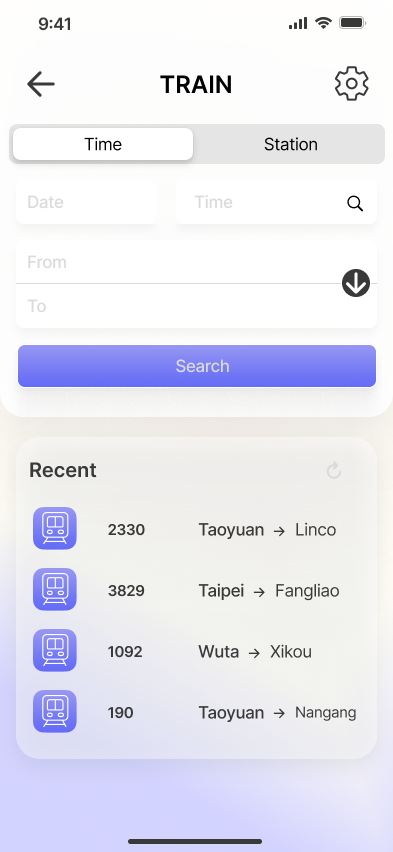 9:41
TRAIN
Time Station
Date Time
From
To
Search
Recent
2330 Taoyuan → Linco
3829 Taipei → Fangliao
1092 Wuta → Xikou
190 Taoyuan → Nangang